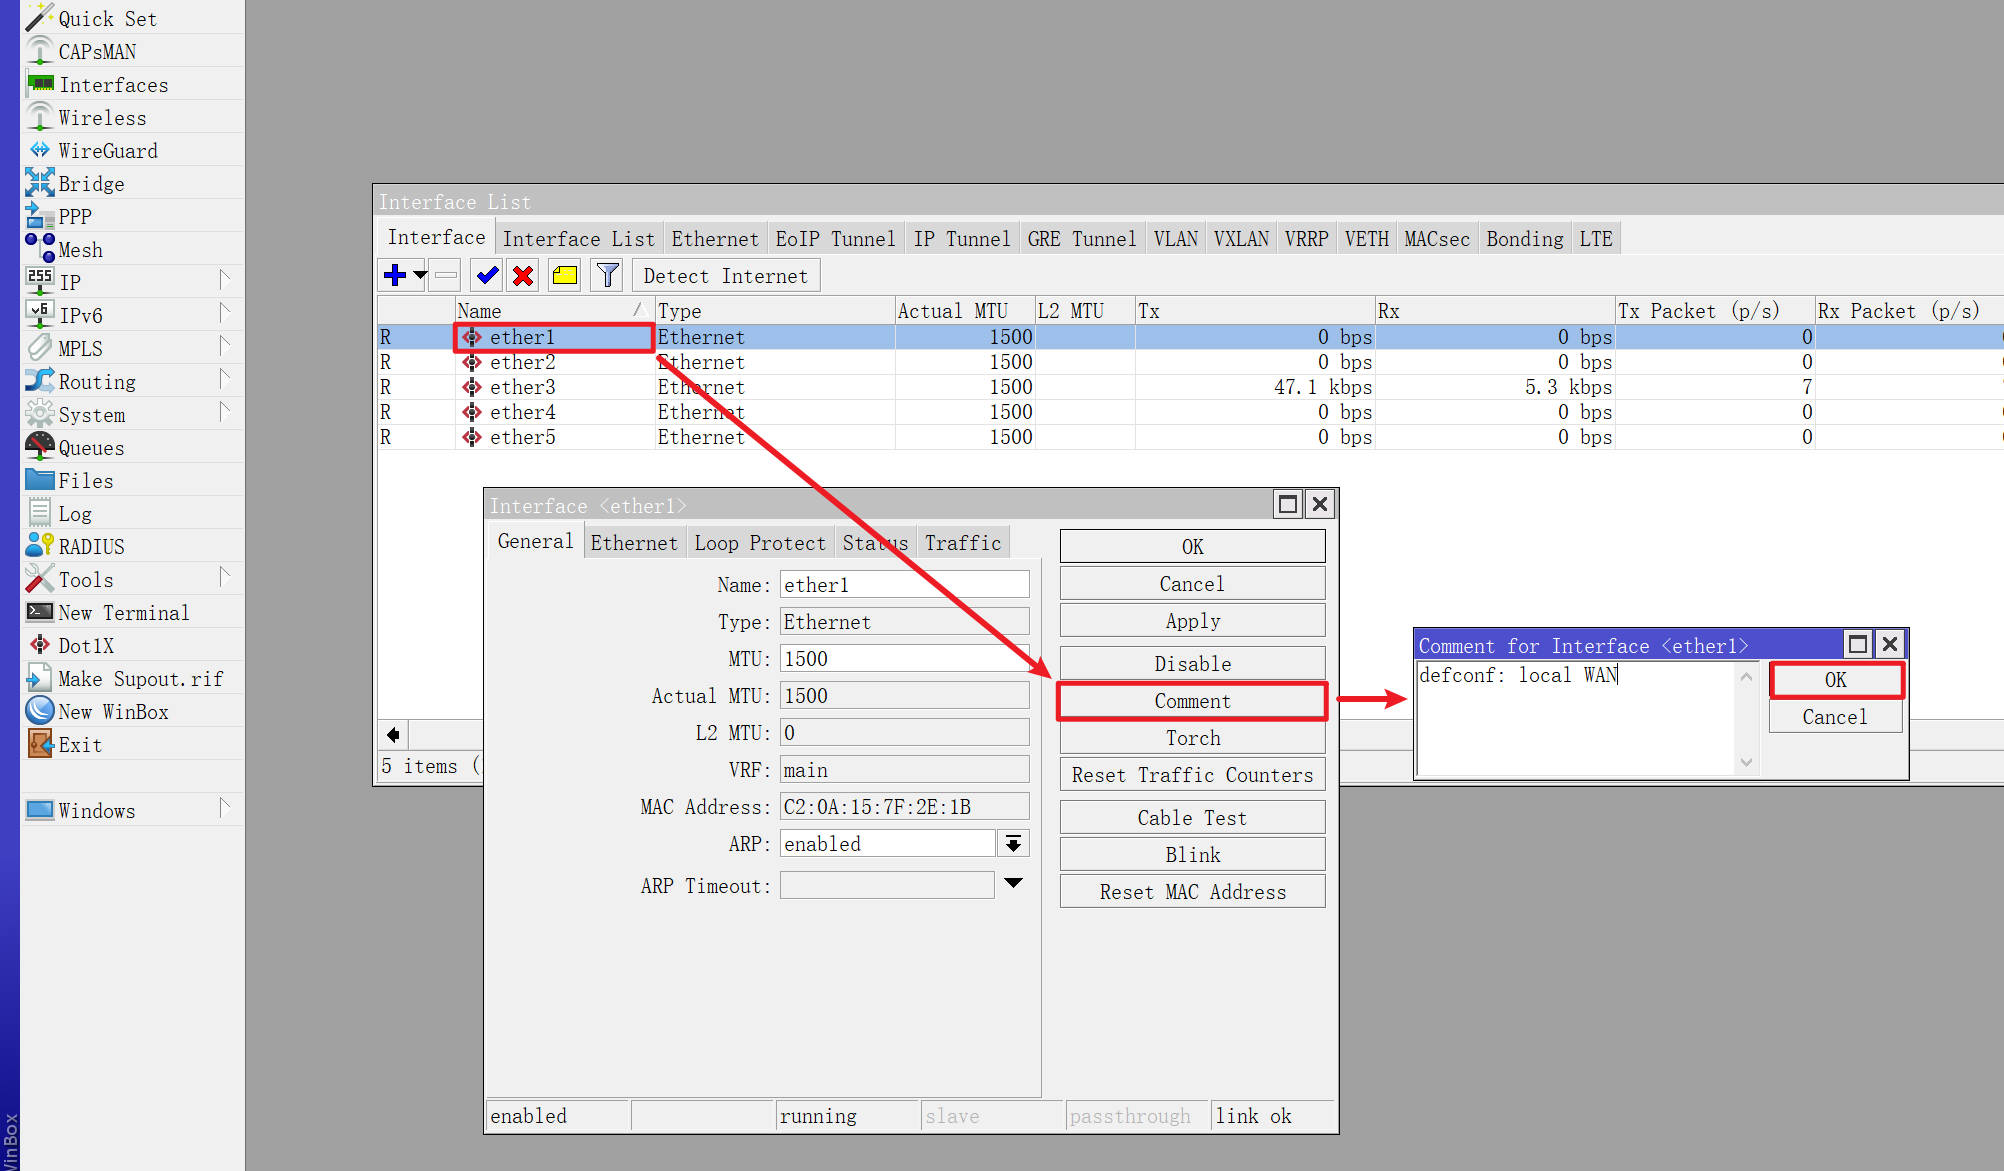 Quick Set
CAPsMAN
Interfaces
Wireless
WireGuard
Bridge
PPP
Mesh
255 IP
v6 IPv6
MPLS
Routing
System
Queues
Files
Log
RADIUS
Tools
New Terminal
Dot1X
Make Supout.rif
New WinBox
Exit
Windows
WinBox
Interface List
Interface Interface List Ethernet EoIP Tunnel IP Tunnel GRE Tunnel VLAN VXLAN VRRP VETH MACsec Bonding LTE
Detect Internet
Name Type Actual MTU L2 MTU Tx Rx Tx Packet (p/s) Rx Packet (p/s)
R ether1 Ethernet 1500 0 bps 0 bps 0
R ether2 Ethernet 1500 0 bps 0 bps 0
R ether3 Ethernet 1500 47.1 kbps 5.3 kbps 7
R ether4 Ethernet 1500 0 bps 0 bps 0
R ether5 Ethernet 1500 0 bps 0 bps 0
5 items (
Interface <ether1>
General Ethernet Loop Protect Status Traffic
Name: ether1
Type: Ethernet
MTU: 1500
Actual MTU: 1500
L2 MTU: 0
VRF: main
MAC Address: C2:0A:15:7F:2E:1B
ARP: enabled
ARP Timeout:
OK
Cancel
Apply
Disable
Comment
Torch
Reset Traffic Counters
Cable Test
Blink
Reset MAC Address
enabled running slave passthrough link ok
Comment for Interface <ether1>
defconf: local WAN
OK
Cancel